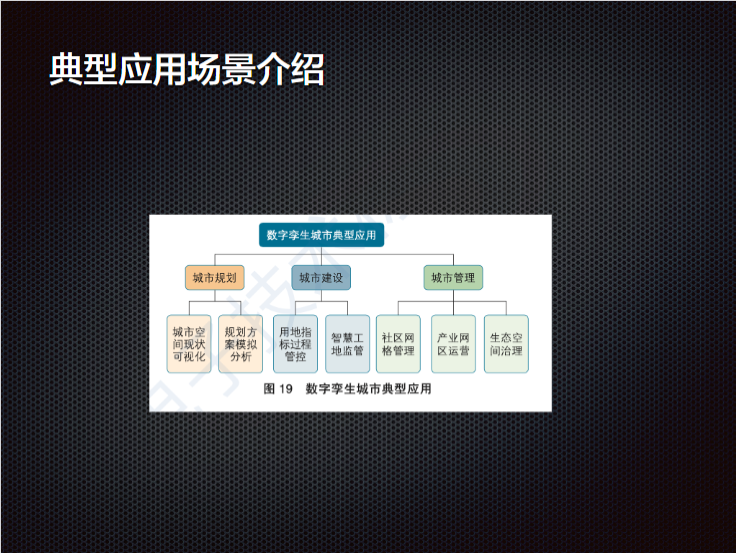 典型应用场景介绍
数字孪生城市典型应用
城市规划
城市建设
城市管理
城市空
间现状
可视化
规划方
案模拟
分析
用地指
标过程
管控
智慧工
地监管
社区网
格管理
产业网
区运营
生态空
间治理
图 19 数字孪生城市典型应用